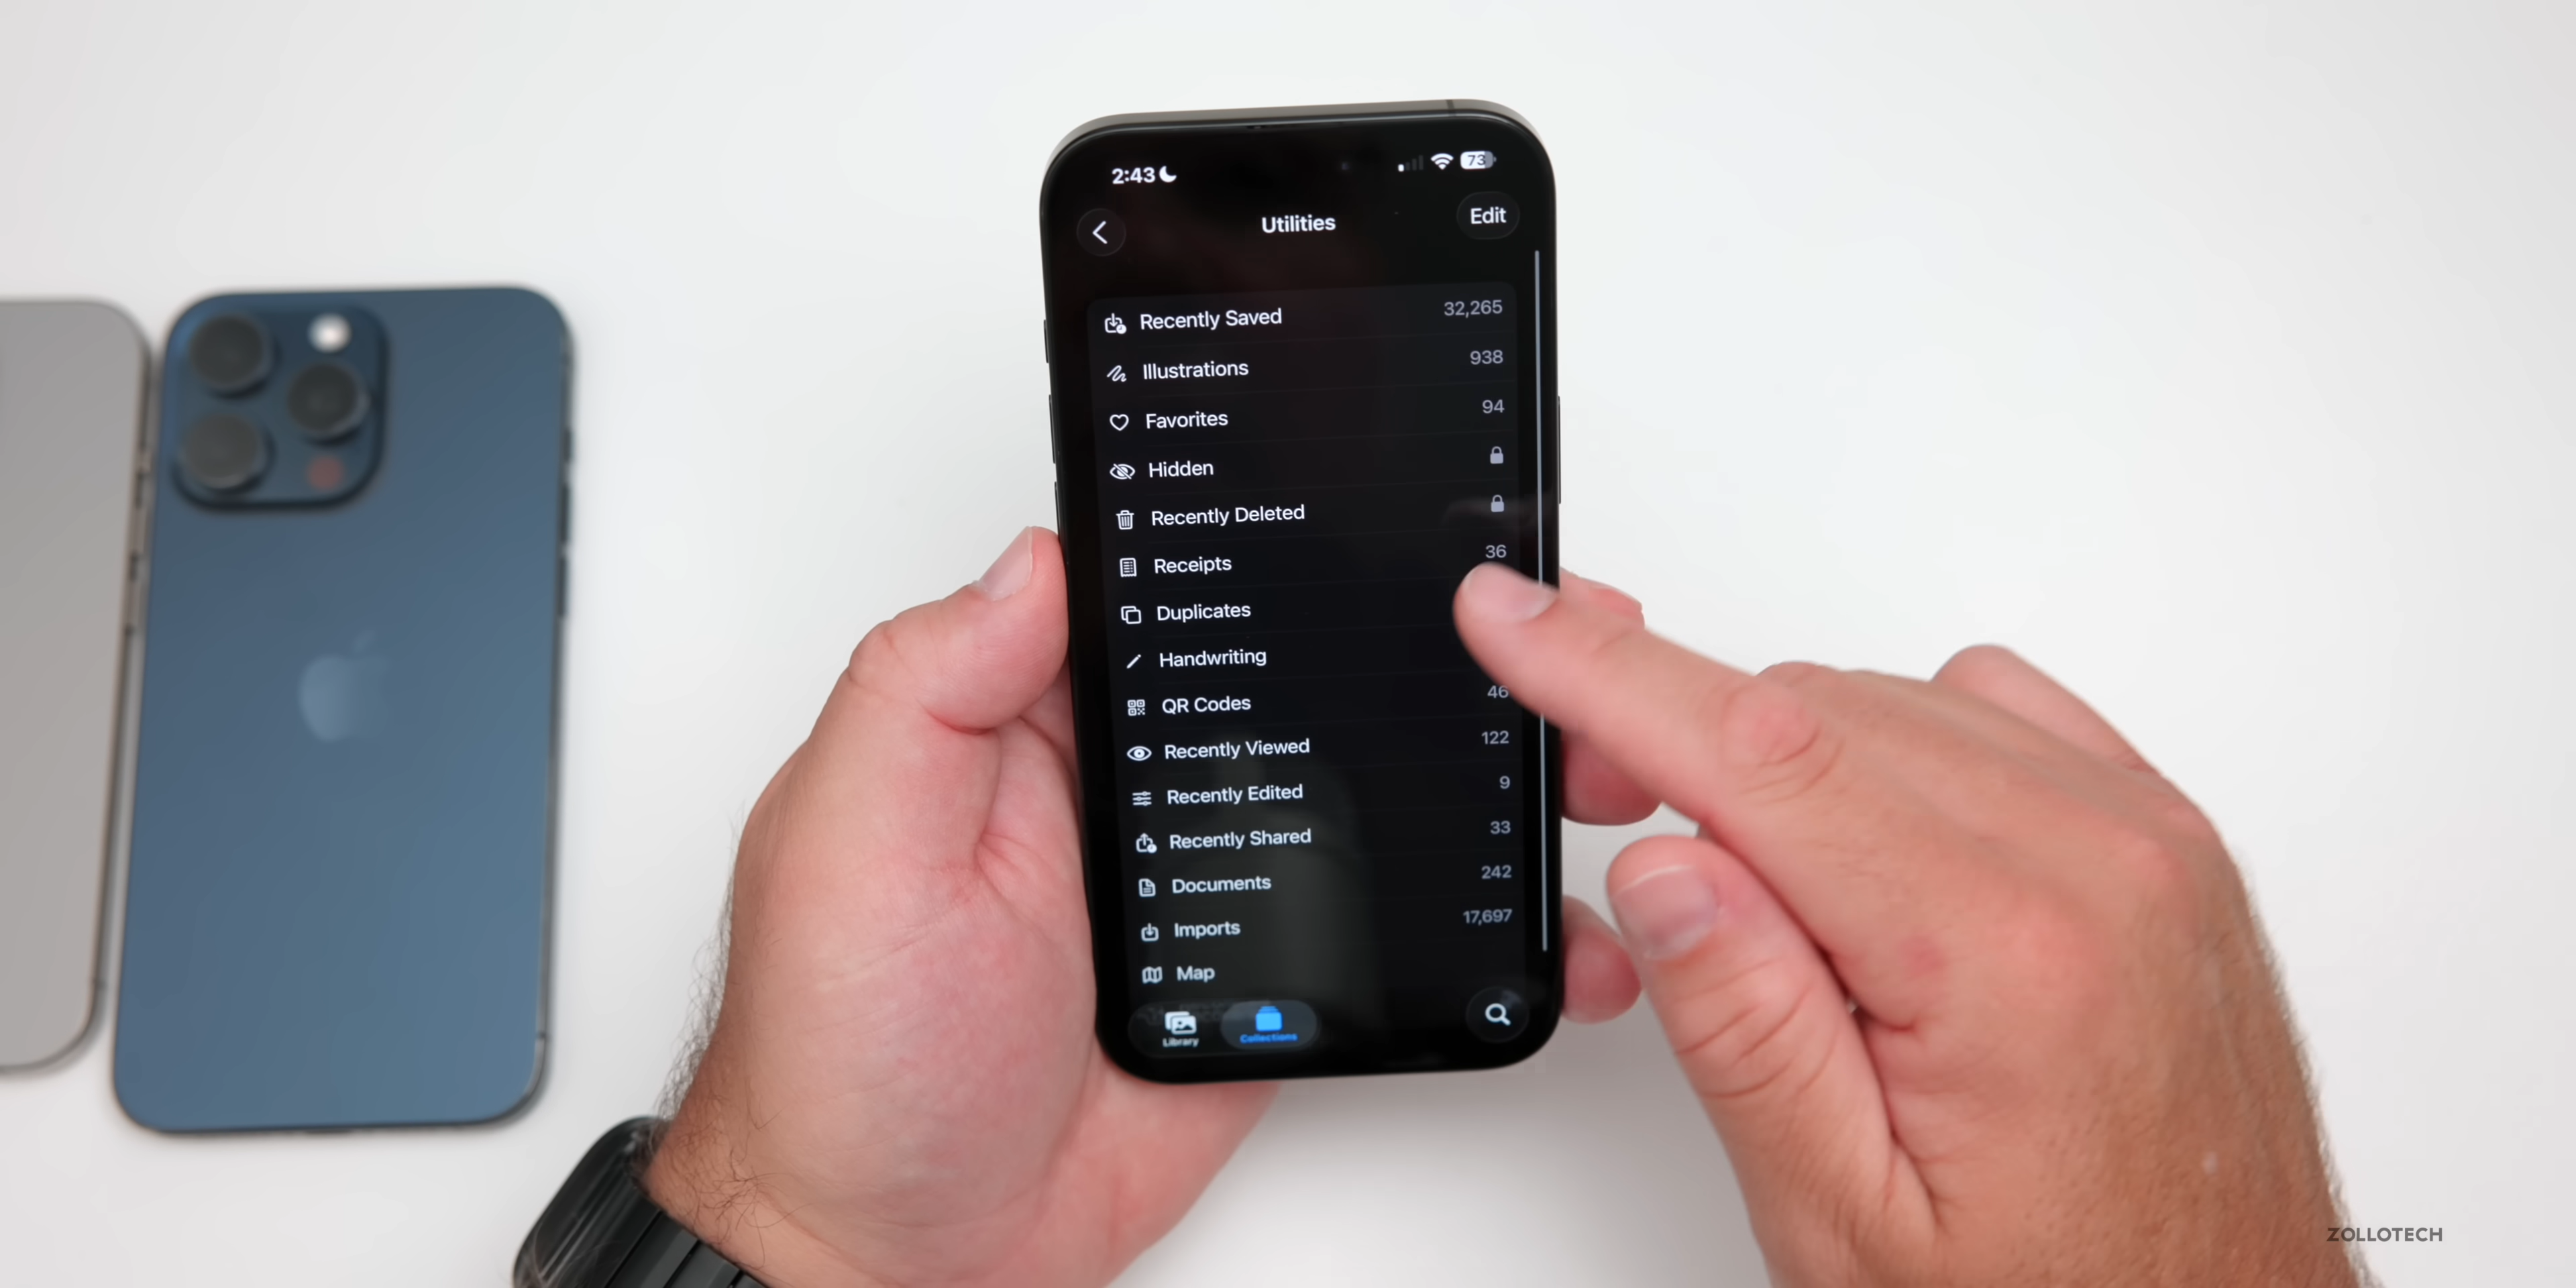 2:43
73
Utilities
Edit
Recently Saved 32,265
Illustrations 938
Favorites 94
Hidden
Recently Deleted
Receipts 36
Duplicates
Handwriting
QR Codes 46
Recently Viewed 122
Recently Edited 9
Recently Shared 33
Documents 242
Imports 17,697
Map
Library
Collections
ZOLLOTECH